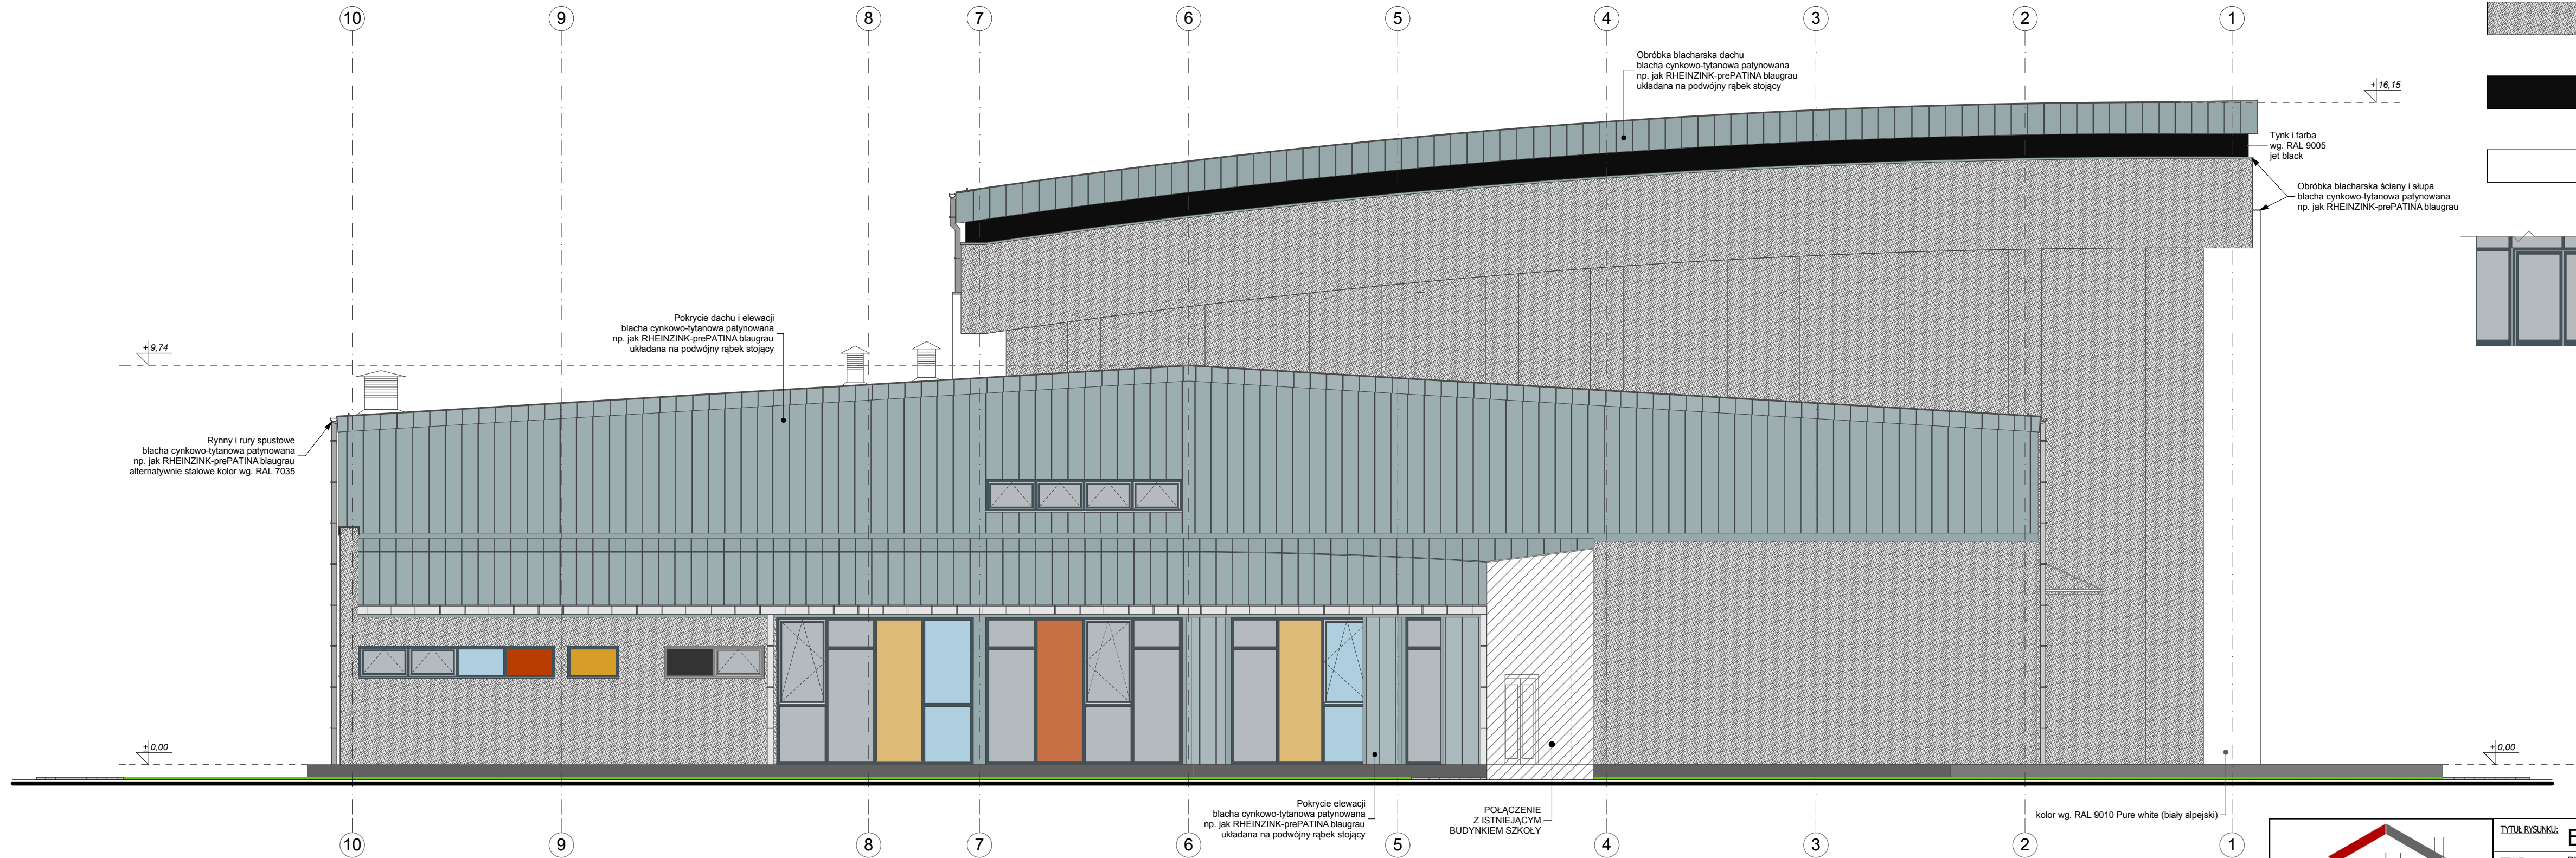 10 9 8 7 6 5 4 3 2 1
Obróbka blacharska dachu
blacha cynkowo-tytanowa patynowana
np. jak RHEINZINK-prePATINA blaugrau
układana na podwójny rąbek stojący
+ 16,15
Tynk i farba
wg. RAL 9005
jet black
Obróbka blacharska ściany i słupa
blacha cynkowo-tytanowa patynowana
np. jak RHEINZINK-prePATINA blaugrau
Pokrycie dachu i elewacji
blacha cynkowo-tytanowa patynowana
np. jak RHEINZINK-prePATINA blaugrau
układana na podwójny rąbek stojący
+ 9,74
Rynny i rury spustowe
blacha cynkowo-tytanowa patynowana
np. jak RHEINZINK-prePATINA blaugrau
alternatywnie stalowe kolor wg. RAL 7035
± 0,00
± 0,00
Pokrycie elewacji
blacha cynkowo-tytanowa patynowana
np. jak RHEINZINK-prePATINA blaugrau
układana na podwójny rąbek stojący
POŁĄCZENIE
Z ISTNIEJĄCYM
BUDYNKIEM SZKOŁY
kolor wg. RAL 9010 Pure white (biały alpejski)
TYTUŁ RYSUNKU:
10 9 8 7 6 5 4 3 2 1